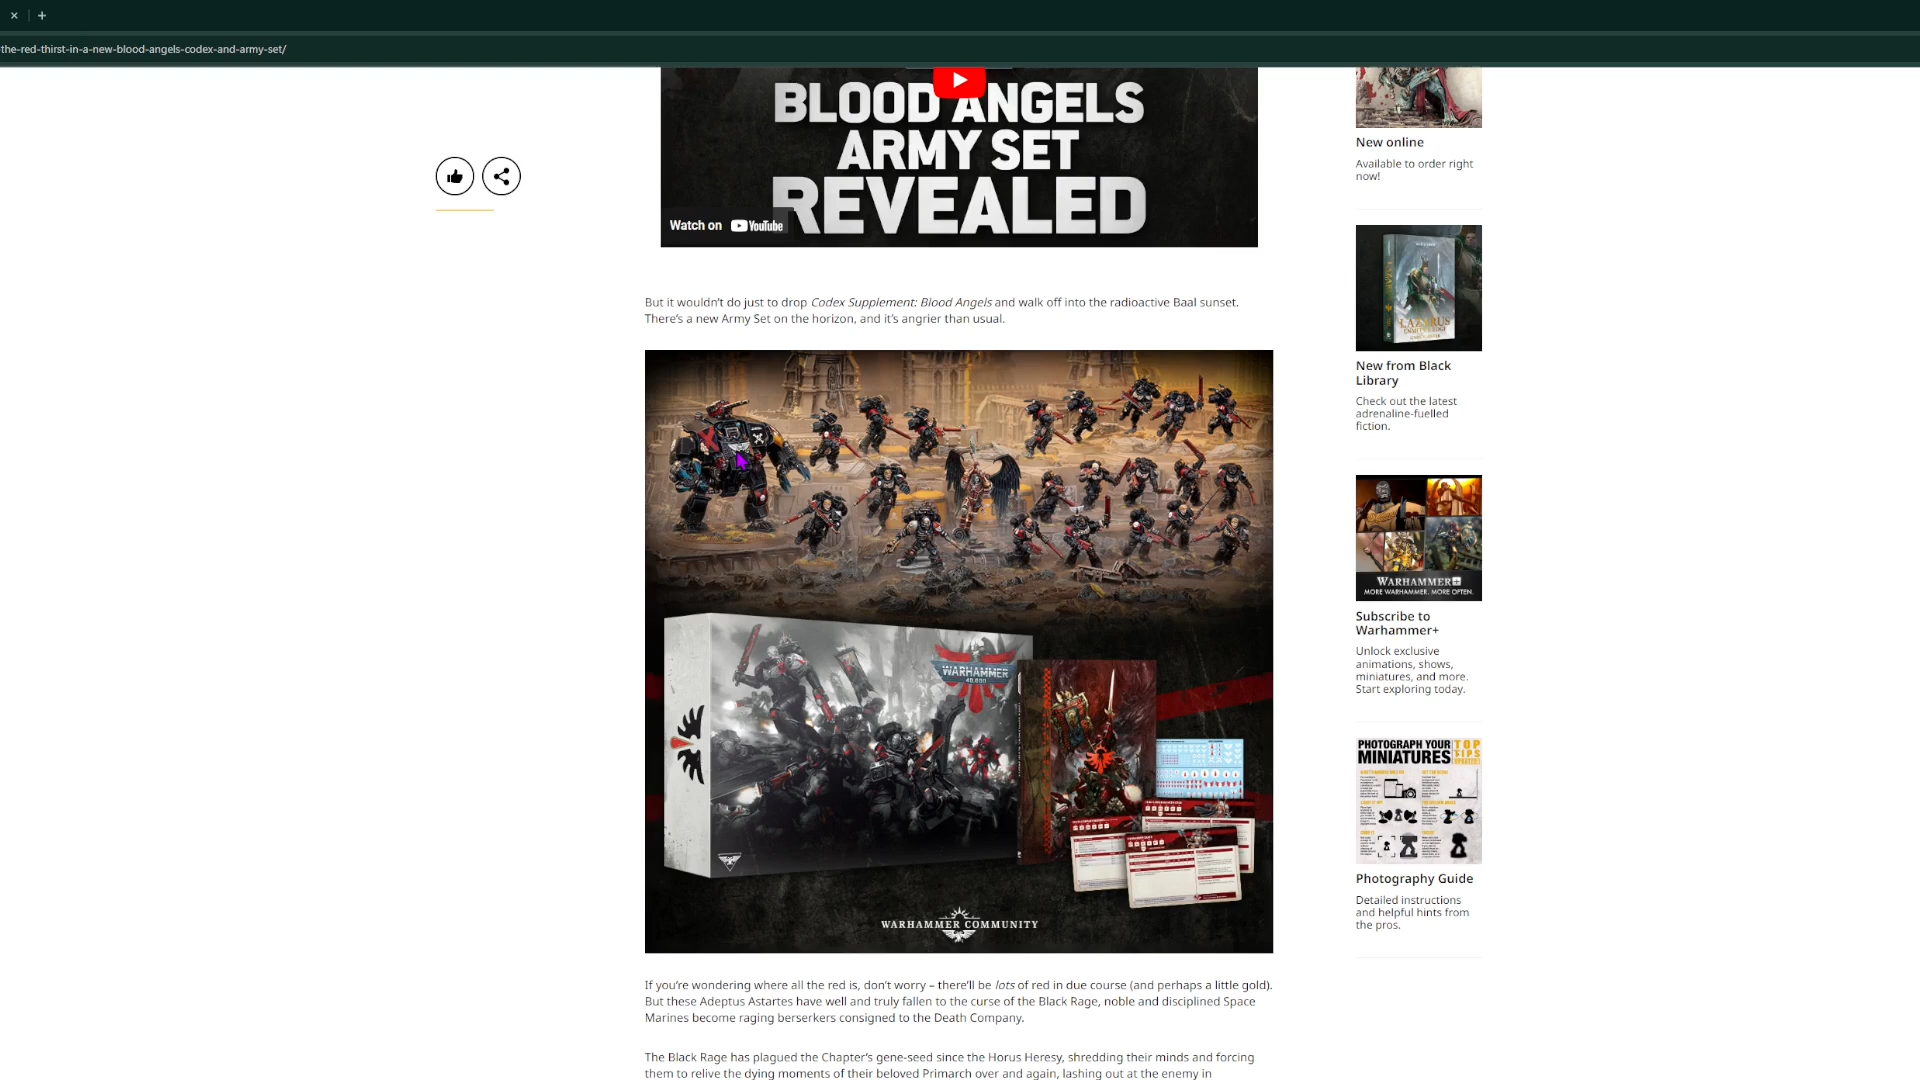 the-red-thirst-in-a-new-blood-angels-codex-and-army-set/
BLOOD ANGELS
ARMY SET
REVEALED
Watch on YouTube
But it wouldn't do just to drop Codex Supplement: Blood Angels and walk off into the radioactive Baal sunset.
There's a new Army Set on the horizon, and it's angrier than usual.
WARHAMMER
40,000
WARHAMMER COMMUNITY
If you're wondering where all the red is, don't worry – there'll be lots of red in due course (and perhaps a little gold).
But these Adeptus Astartes have well and truly fallen to the curse of the Black Rage, noble and disciplined Space
Marines become raging berserkers consigned to the Death Company.
The Black Rage has plagued the Chapter's gene-seed since the Horus Heresy, shredding their minds and forcing
them to relive the dying moments of their beloved Primarch over and again, lashing out at the enemy in
New online
Available to order right
now!
LAZARUS
New from Black
Library
Check out the latest
adrenaline-fuelled
fiction.
WARHAMMER+
MORE WARHAMMER. MORE OFTEN.
Subscribe to
Warhammer+
Unlock exclusive
animations, shows,
miniatures, and more.
Start exploring today.
PHOTOGRAPH YOUR
MINIATURES
TOP
TIPS
Photography Guide
Detailed instructions
and helpful hints from
the pros.